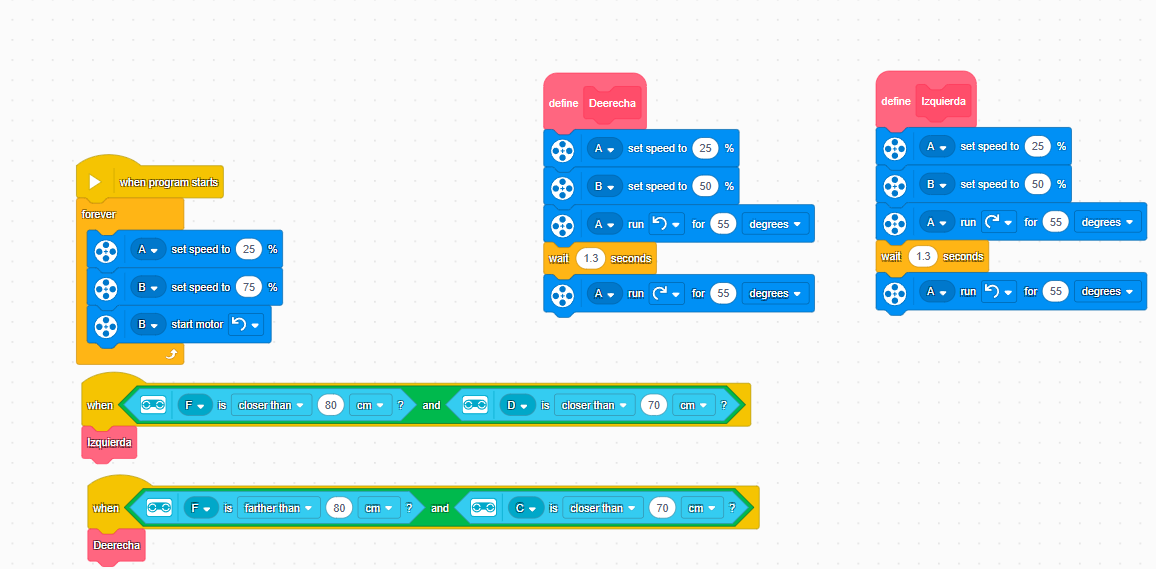 when program starts
forever
A set speed to 25 %
B set speed to 75 %
B start motor
when F is closer than 80 cm ? and D is closer than 70 cm ?
Izquierda
when F is farther than 80 cm ? and C is closer than 70 cm ?
Deerecha
define Deerecha
A set speed to 25 %
B set speed to 50 %
A run for 55 degrees
wait 1.3 seconds
A run for 55 degrees
define Izquierda
A set speed to 25 %
B set speed to 50 %
A run for 55 degrees
wait 1.3 seconds
A run for 55 degrees